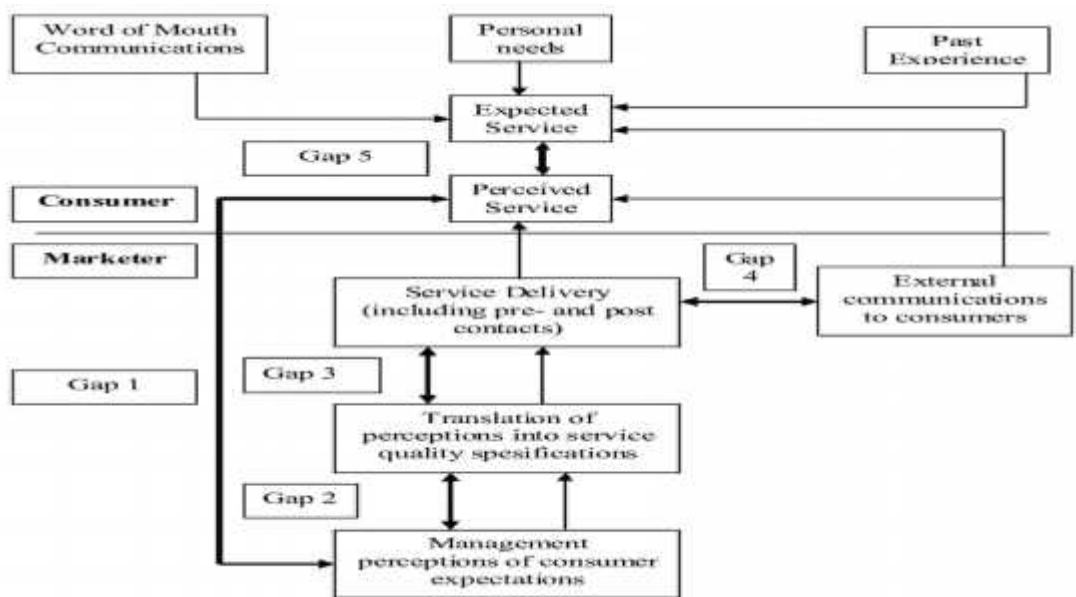 Word of Mouth
Communications
Personal
needs
Past
Experience
Expected
Service
Gap 5
Perceived
Service
Consumer
Marketer
Gap
4
Service Delivery
(including pre- and post
contacts)
External
communications
to consumers
Gap 1
Gap 3
Translation of
perceptions into service
quality spesifications
Gap 2
Management
perceptions of consumer
expectations